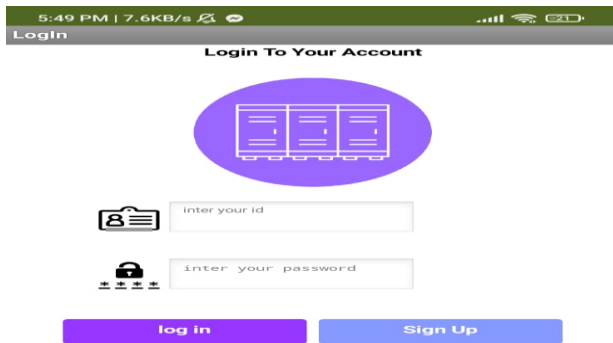 5:49 PM | 7.6KB/s 21
LogIn
Login To Your Account
inter your id
inter your password
* * * *
log in Sign Up